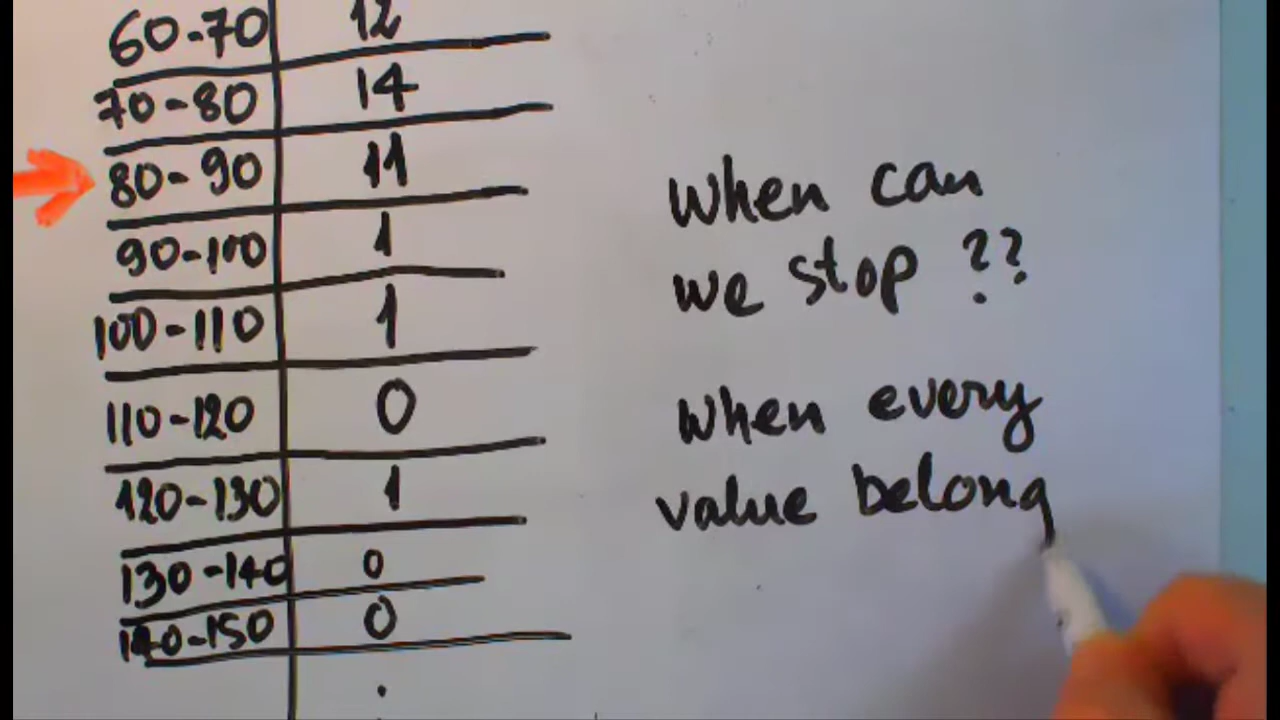 60-70 12
70-80 14
80-90 11
90-100 1
100-110 1
110-120 0
120-130 1
130-140 0
140-150 0
.
When can
we stop ??
When every
value belong